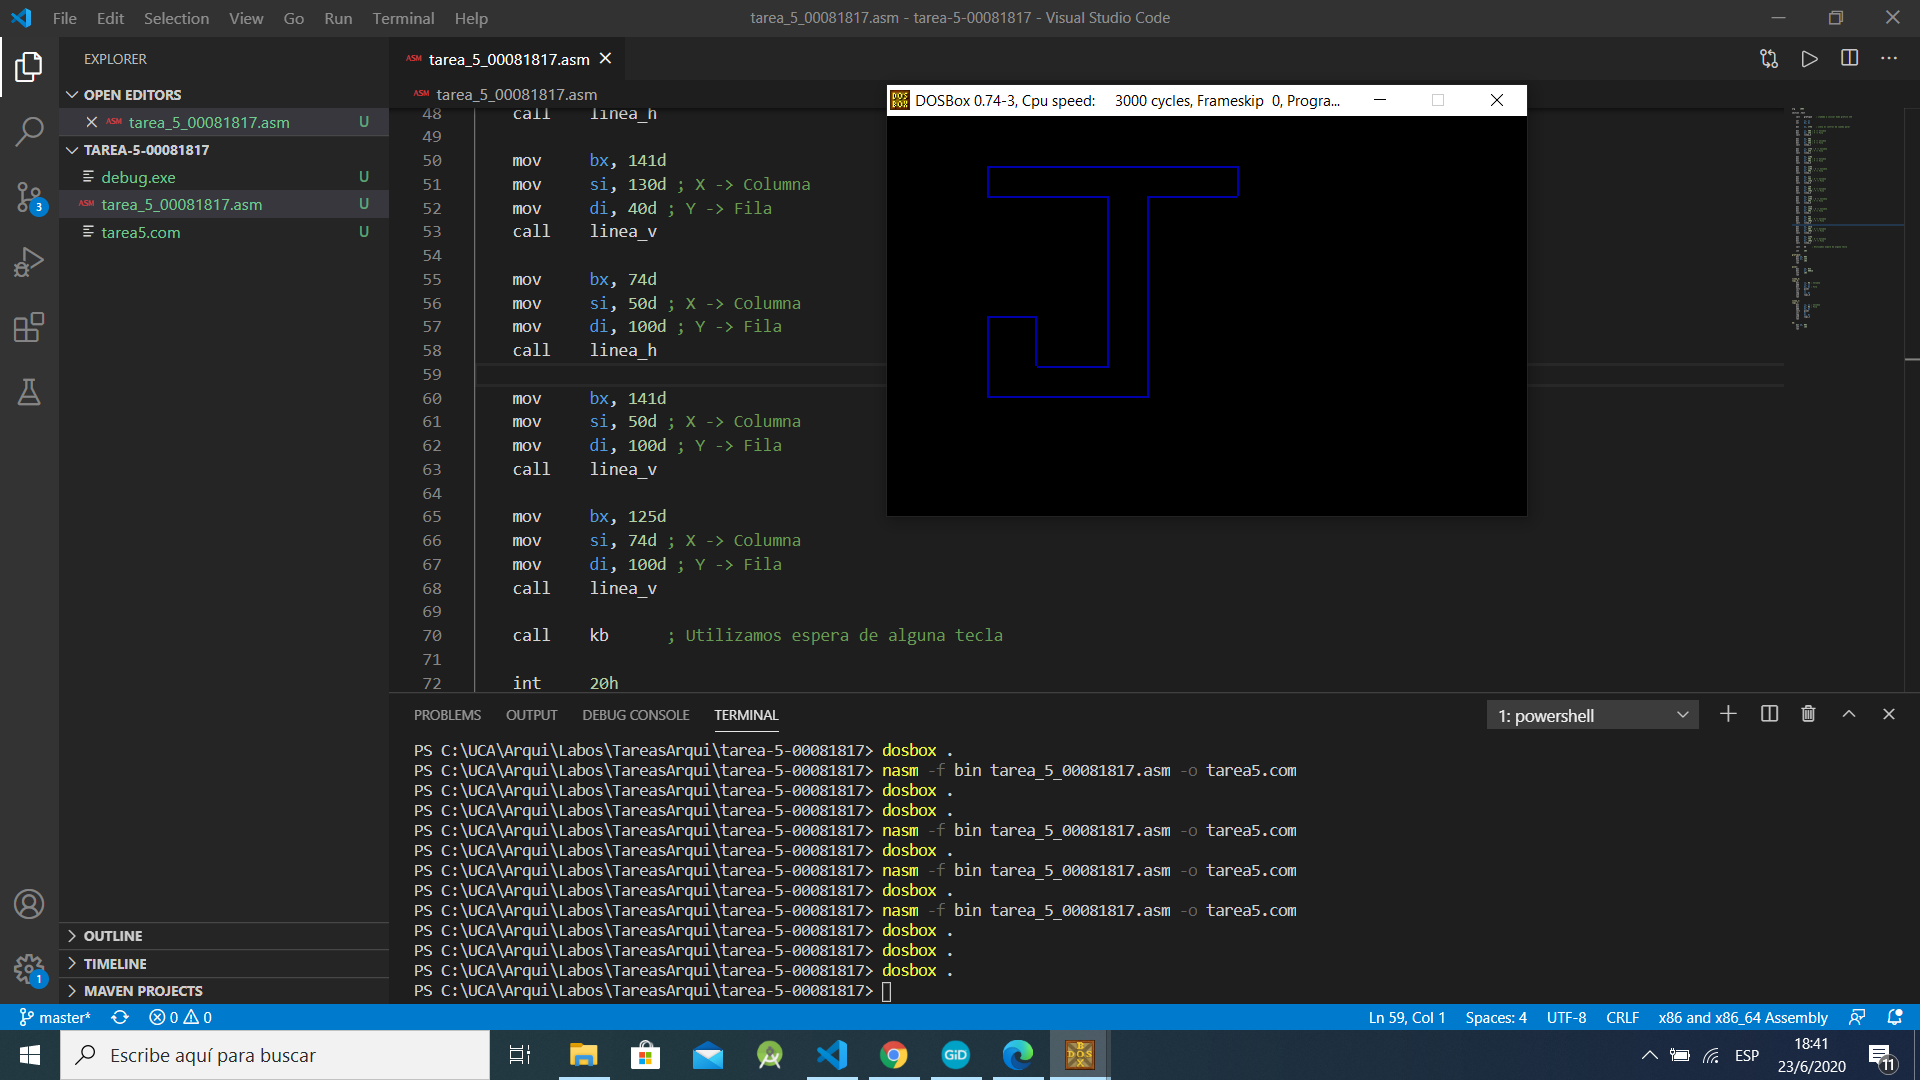 File Edit Selection View Go Run Terminal Help
tarea_5_00081817.asm - tarea-5-00081817 - Visual Studio Code
EXPLORER
OPEN EDITORS
ASM tarea_5_00081817.asm U
TAREA-5-00081817
debug.exe U
ASM tarea_5_00081817.asm U
tarea5.com U
3
OUTLINE
TIMELINE
MAVEN PROJECTS
1
ASM tarea_5_00081817.asm
ASM tarea_5_00081817.asm
48 call linea_h
49
50 mov bx, 141d
51 mov si, 130d ; X -> Columna
52 mov di, 40d ; Y -> Fila
53 call linea_v
54
55 mov bx, 74d
56 mov si, 50d ; X -> Columna
57 mov di, 100d ; Y -> Fila
58 call linea_h
59
60 mov bx, 141d
61 mov si, 50d ; X -> Columna
62 mov di, 100d ; Y -> Fila
63 call linea_v
64
65 mov bx, 125d
66 mov si, 74d ; X -> Columna
67 mov di, 100d ; Y -> Fila
68 call linea_v
69
70 call kb ; Utilizamos espera de alguna tecla
71
72 int 20h
DOS BOX
DOSBox 0.74-3, Cpu speed: 3000 cycles, Frameskip 0, Progra...
PROBLEMS OUTPUT DEBUG CONSOLE TERMINAL
1: powershell
PS C:\UCA\Arqui\Labos\TareasArqui\tarea-5-00081817> dosbox .
PS C:\UCA\Arqui\Labos\TareasArqui\tarea-5-00081817> nasm -f bin tarea_5_00081817.asm -o tarea5.com
PS C:\UCA\Arqui\Labos\TareasArqui\tarea-5-00081817> dosbox .
PS C:\UCA\Arqui\Labos\TareasArqui\tarea-5-00081817> dosbox .
PS C:\UCA\Arqui\Labos\TareasArqui\tarea-5-00081817> nasm -f bin tarea_5_00081817.asm -o tarea5.com
PS C:\UCA\Arqui\Labos\TareasArqui\tarea-5-00081817> dosbox .
PS C:\UCA\Arqui\Labos\TareasArqui\tarea-5-00081817> nasm -f bin tarea_5_00081817.asm -o tarea5.com
PS C:\UCA\Arqui\Labos\TareasArqui\tarea-5-00081817> dosbox .
PS C:\UCA\Arqui\Labos\TareasArqui\tarea-5-00081817> nasm -f bin tarea_5_00081817.asm -o tarea5.com
PS C:\UCA\Arqui\Labos\TareasArqui\tarea-5-00081817> dosbox .
PS C:\UCA\Arqui\Labos\TareasArqui\tarea-5-00081817> dosbox .
PS C:\UCA\Arqui\Labos\TareasArqui\tarea-5-00081817> dosbox .
PS C:\UCA\Arqui\Labos\TareasArqui\tarea-5-00081817>
master* 0 0
Ln 59, Col 1 Spaces: 4 UTF-8 CRLF x86 and x86_64 Assembly
Escribe aquí para buscar
GiD
DOS BOX
ESP
18:41
23/6/2020
11